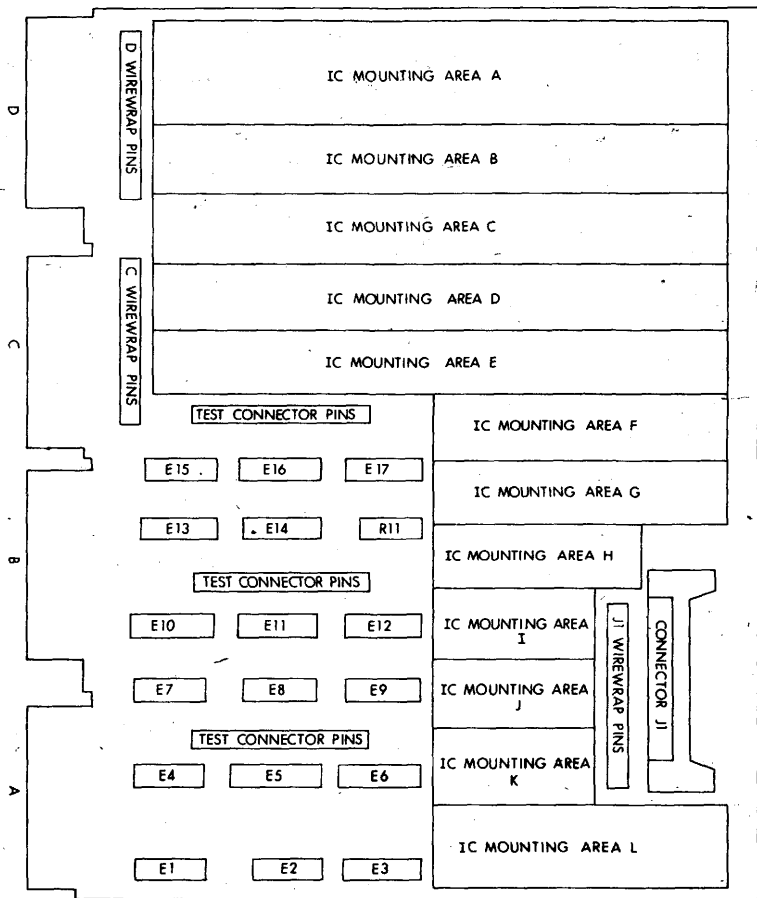 IC MOUNTING AREA A
D WIREWRAP PINS
D
IC MOUNTING AREA B
IC MOUNTING AREA C
IC MOUNTING AREA D
C WIREWRAP PINS
C
IC MOUNTING AREA E
TEST CONNECTOR PINS
IC MOUNTING AREA F
E15 E16 E17
IC MOUNTING AREA G
E13 E14 R11
B
IC MOUNTING AREA H
TEST CONNECTOR PINS
E10 E11 E12
IC MOUNTING AREA
I
J1 WIREWRAP PINS
CONNECTOR J1
E7 E8 E9
IC MOUNTING AREA
J
TEST CONNECTOR PINS
E4 E5 E6
IC MOUNTING AREA
K
A
IC MOUNTING AREA L
E1 E2 E3